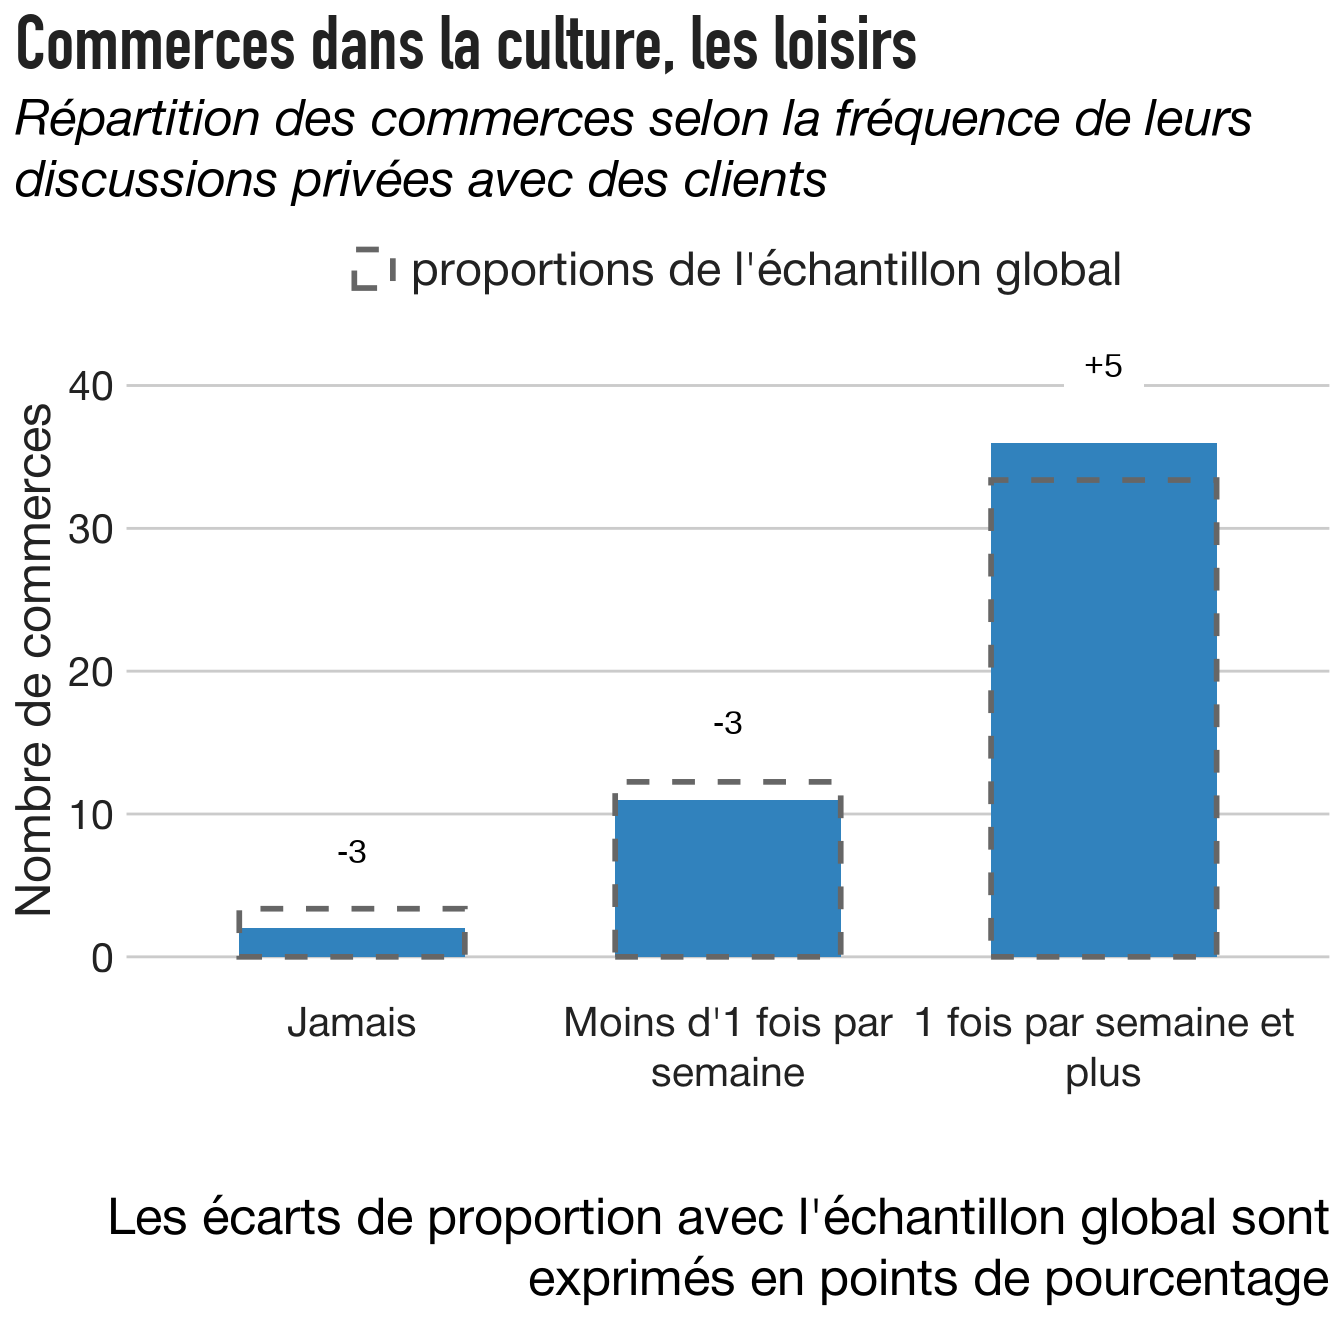 Commerces dans la culture, les loisirs
Répartition des commerces selon la fréquence de leurs
discussions privées avec des clients
proportions de l'échantillon global
Nombre de commerces
40
30
20
10
0
-3
-3
+5
Jamais
Moins d'1 fois par
semaine
1 fois par semaine et
plus
Les écarts de proportion avec l'échantillon global sont
exprimés en points de pourcentage